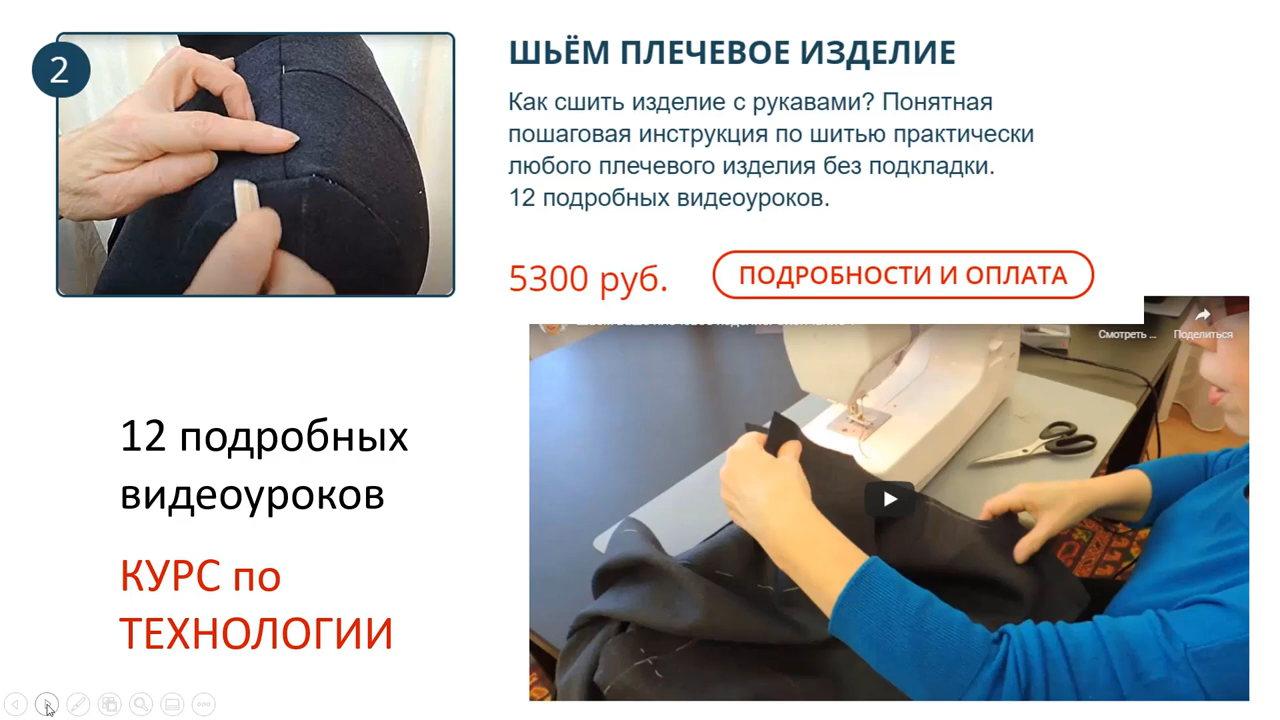 2
ШЬЁМ ПЛЕЧЕВОЕ ИЗДЕЛИЕ
Как сшить изделие с рукавами? Понятная
пошаговая инструкция по шитью практически
любого плечевого изделия без подкладки.
12 подробных видеоуроков.
5300 руб.
ПОДРОБНОСТИ И ОПЛАТА
Смотреть ...
Поделиться
12 подробных
видеоуроков
КУРС по
ТЕХНОЛОГИИ